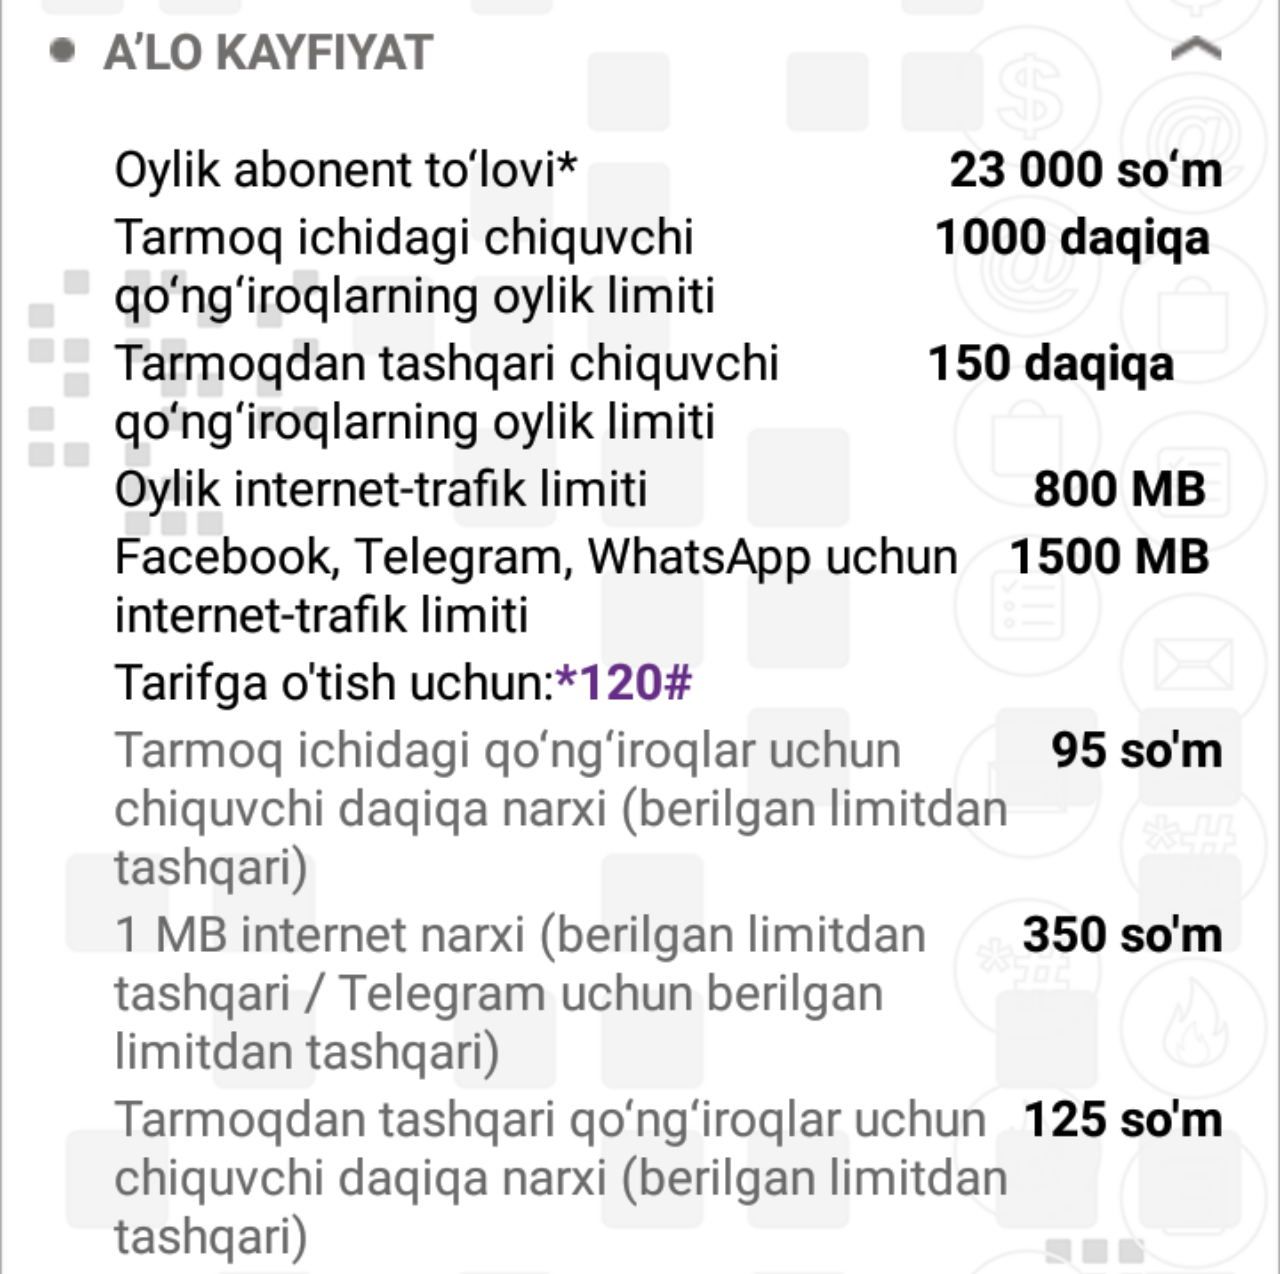 A’LO KAYFIYAT
Oylik abonent to‘lovi* 23 000 so‘m
Tarmoq ichidagi chiquvchi 1000 daqiqa
qo‘ng‘iroqlarning oylik limiti
Tarmoqdan tashqari chiquvchi 150 daqiqa
qo‘ng‘iroqlarning oylik limiti
Oylik internet-trafik limiti 800 MB
Facebook, Telegram, WhatsApp uchun 1500 MB
internet-trafik limiti
Tarifga o'tish uchun:*120#
Tarmoq ichidagi qo‘ng‘iroqlar uchun 95 so'm
chiquvchi daqiqa narxi (berilgan limitdan
tashqari)
1 MB internet narxi (berilgan limitdan 350 so'm
tashqari / Telegram uchun berilgan
limitdan tashqari)
Tarmoqdan tashqari qo‘ng‘iroqlar uchun 125 so'm
chiquvchi daqiqa narxi (berilgan limitdan
tashqari)